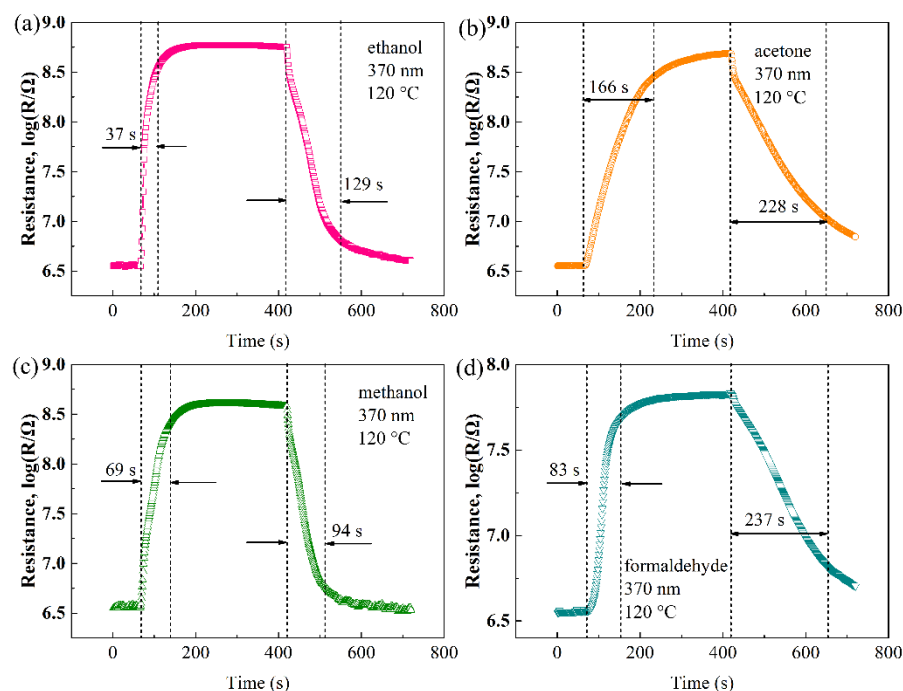 (a)
9.0
8.5
8.0
7.5
7.0
6.5
Resistance, log(R/Ω)
ethanol
370 nm
120 °C
37 s
129 s
0 200 400 600 800
Time (s)
(b)
9.0
8.5
8.0
7.5
7.0
6.5
Resistance, log(R/Ω)
acetone
370 nm
120 °C
166 s
228 s
0 200 400 600 800
Time (s)
(c)
9.0
8.5
8.0
7.5
7.0
6.5
Resistance, log(R/Ω)
methanol
370 nm
120 °C
69 s
94 s
0 200 400 600 800
Time (s)
(d)
8.0
7.5
7.0
6.5
Resistance, log(R/Ω)
83 s
237 s
formaldehyde
370 nm
120 °C
0 200 400 600 800
Time (s)